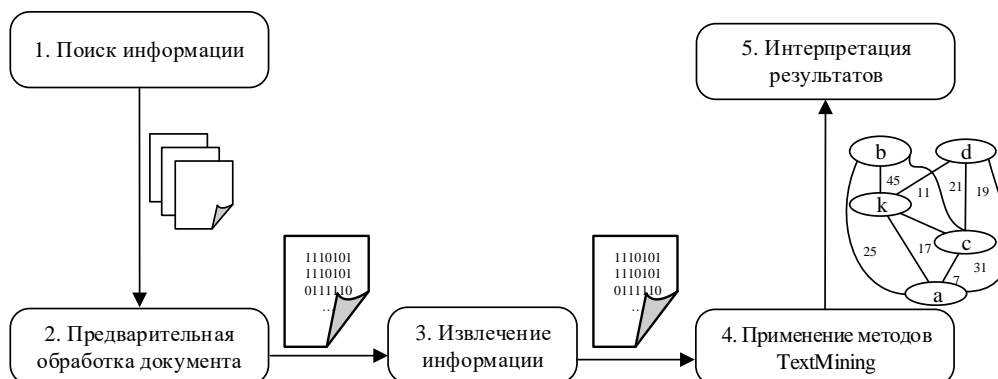 1. Поиск информации
5. Интерпретация
результатов
b
d
45
11
21
19
k
c
25
17
7
31
a
1110101
1110101
0111110
...
1110101
1110101
0111110
...
2. Предварительная
обработка документа
3. Извлечение
информации
4. Применение методов
TextMining